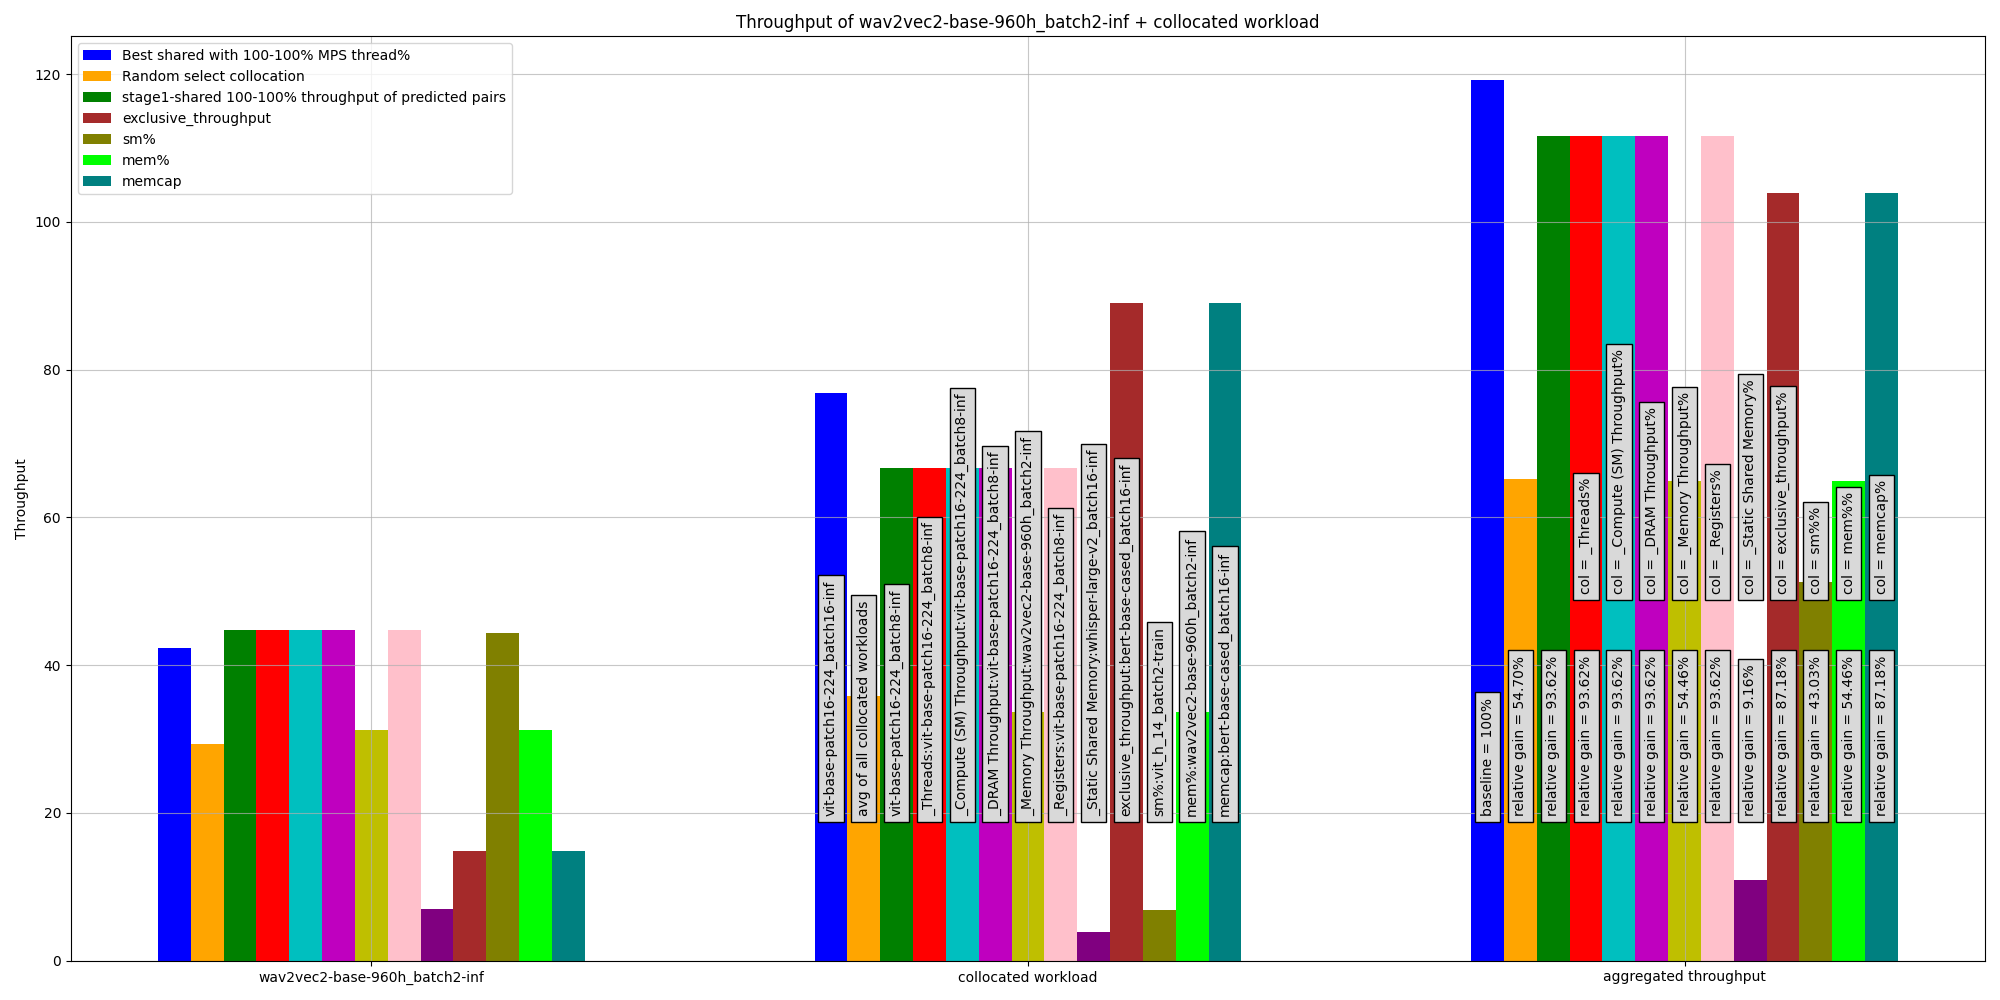 Throughput of wav2vec2-base-960h_batch2-inf + collocated workload
Best shared with 100-100% MPS thread%
Random select collocation
stage1-shared 100-100% throughput of predicted pairs
exclusive_throughput
sm%
mem%
memcap
Throughput
120
100
80
60
40
20
0
vit-base-patch16-224_batch16-inf
avg of all collocated workloads
vit-base-patch16-224_batch8-inf
_Threads:vit-base-patch16-224_batch8-inf
_Compute (SM) Throughput:vit-base-patch16-224_batch8-inf
_DRAM Throughput:vit-base-patch16-224_batch8-inf
_Memory Throughput:wav2vec2-base-960h_batch2-inf
_Registers:vit-base-patch16-224_batch8-inf
_Static Shared Memory:whisper-large-v2_batch16-inf
exclusive_throughput:bert-base-cased_batch16-inf
sm%:vit_h_14_batch2-train
mem%:wav2vec2-base-960h_batch2-inf
memcap:bert-base-cased_batch16-inf
col = _Threads%
col = _Compute (SM) Throughput%
col = _DRAM Throughput%
col = _Memory Throughput%
col = _Registers%
col = _Static Shared Memory%
col = exclusive_throughput%
col = sm%%
col = mem%%
col = memcap%
baseline = 100%
relative gain = 54.70%
relative gain = 93.62%
relative gain = 93.62%
relative gain = 93.62%
relative gain = 93.62%
relative gain = 54.46%
relative gain = 93.62%
relative gain = 9.16%
relative gain = 87.18%
relative gain = 43.03%
relative gain = 54.46%
relative gain = 87.18%
wav2vec2-base-960h_batch2-inf
collocated workload
aggregated throughput